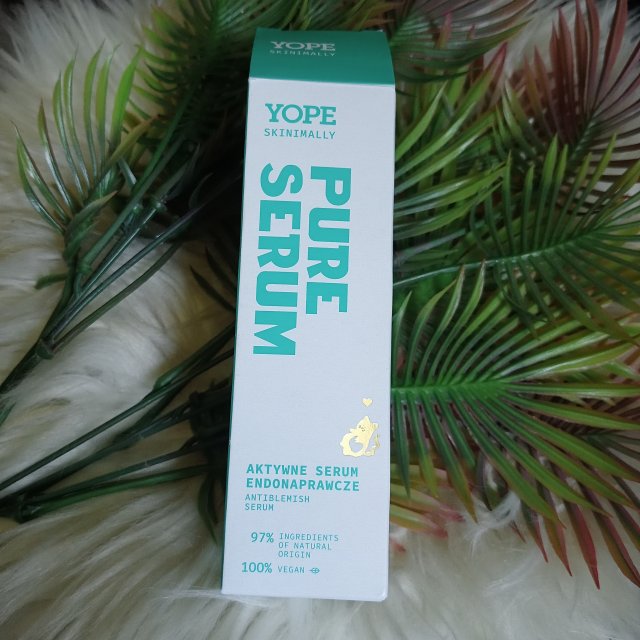 YOPE
SKINIMALLY
YOPE
SKINIMALLY
PURE
SERUM
AKTYWNE SERUM
ENDONAPRAWCZE
ANTIBLEMISH
SERUM
97% INGREDIENTS
OF NATURAL
ORIGIN
100% VEGAN